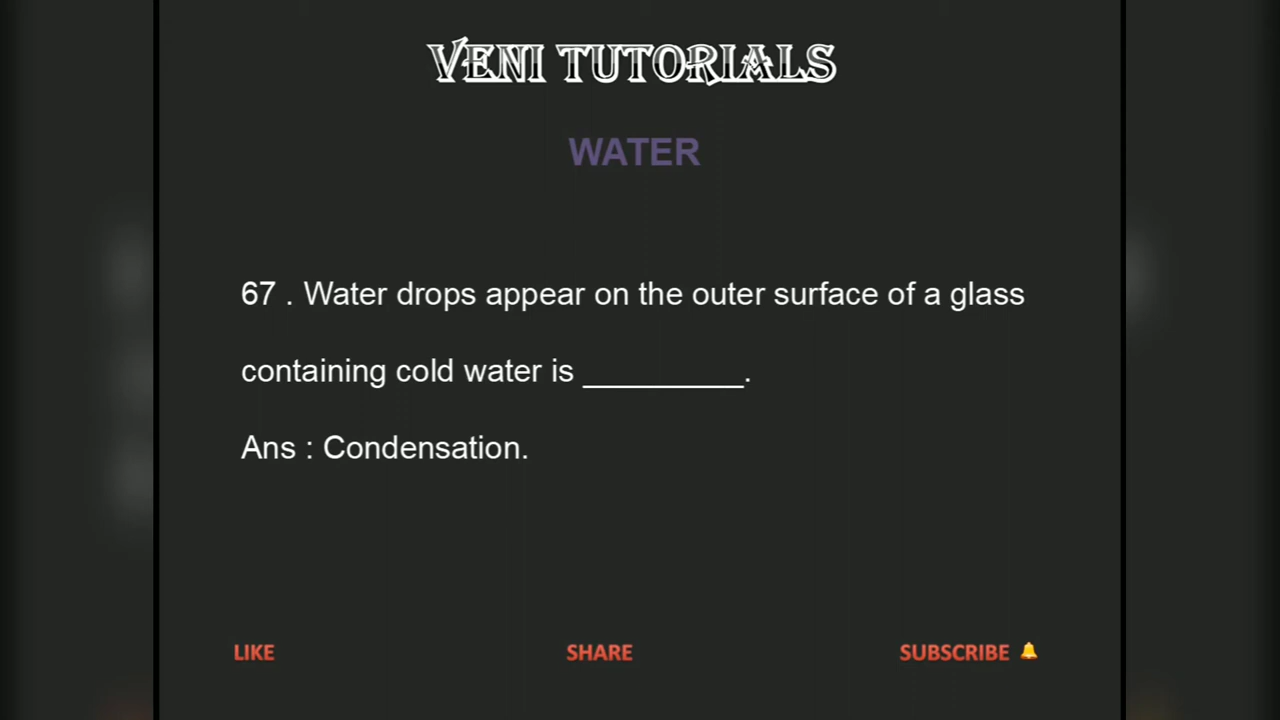 VENI TUTORIALS
WATER
67 . Water drops appear on the outer surface of a glass
containing cold water is __________.
Ans : Condensation.
LIKE SHARE SUBSCRIBE